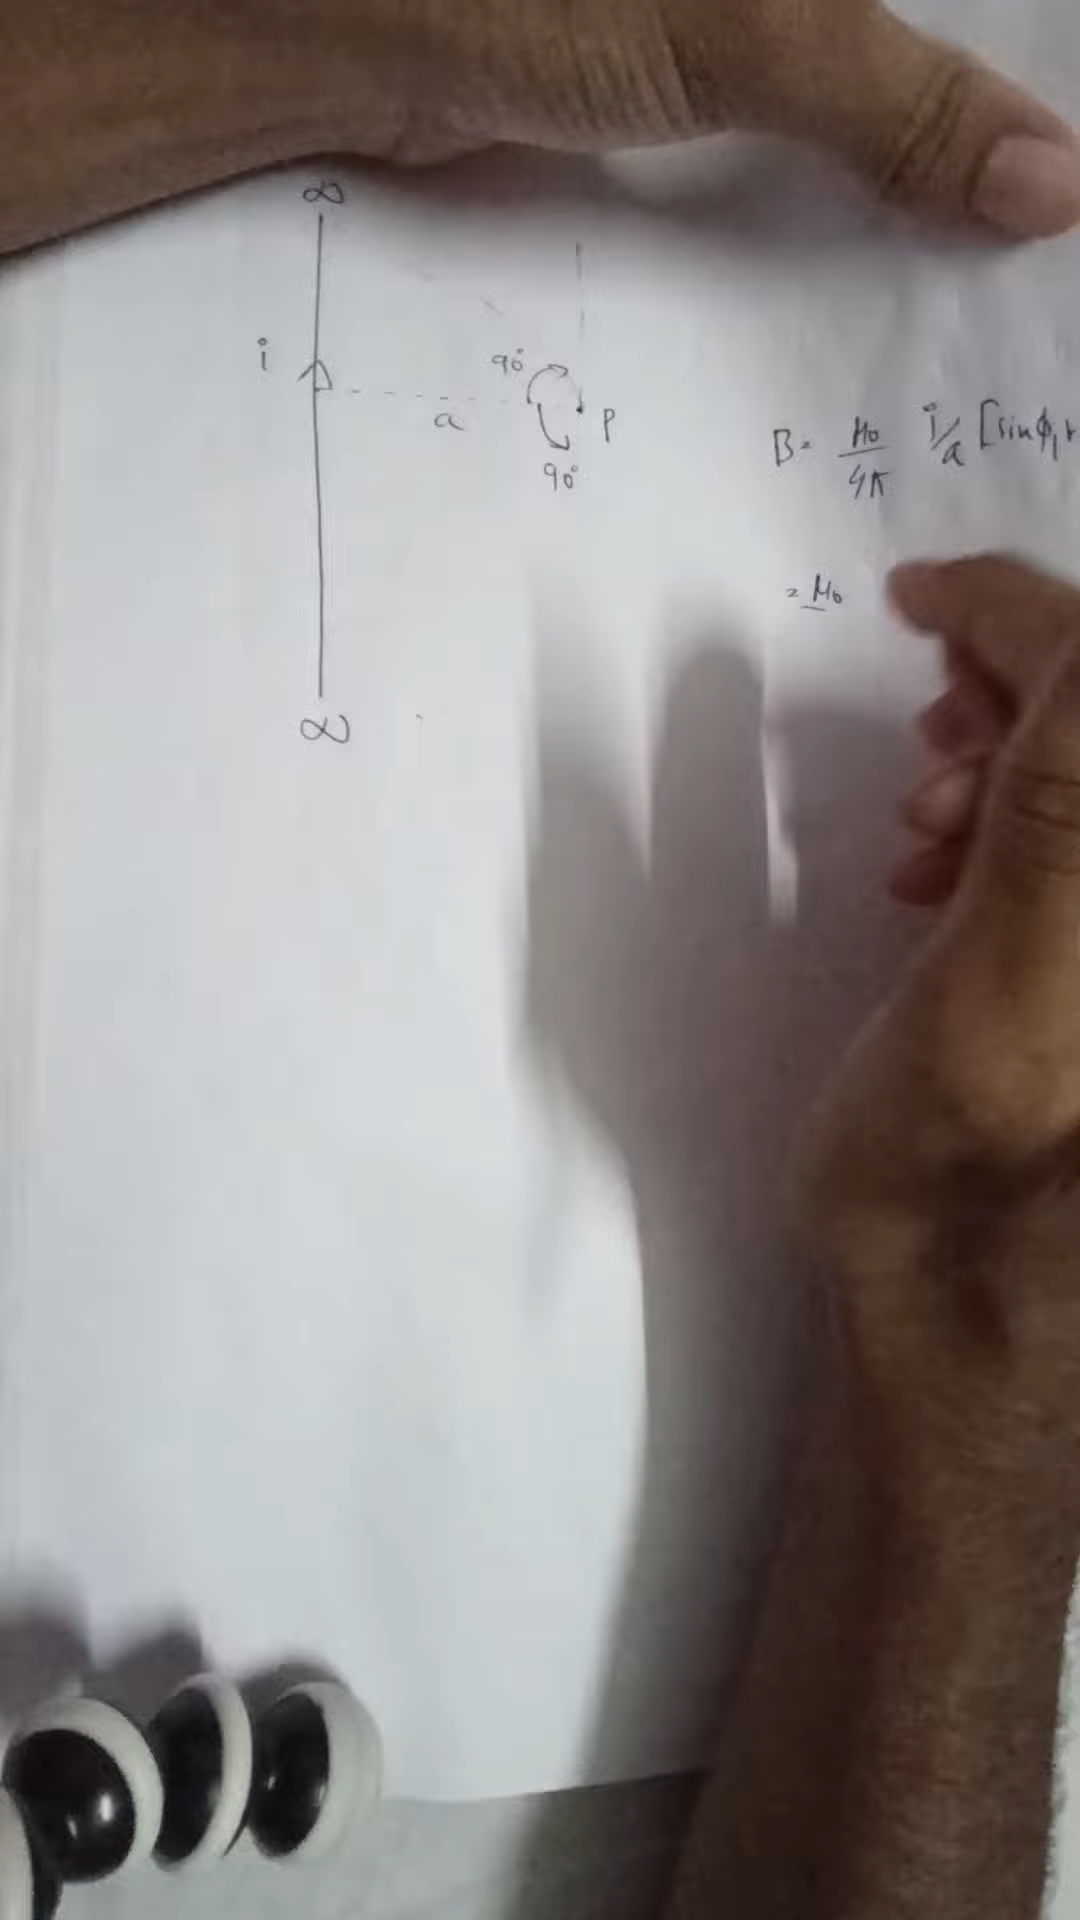 ∞
i
90°
a
P
90°
∞
B = μ₀/4π i/a [sinϕ₁ +
= μ₀